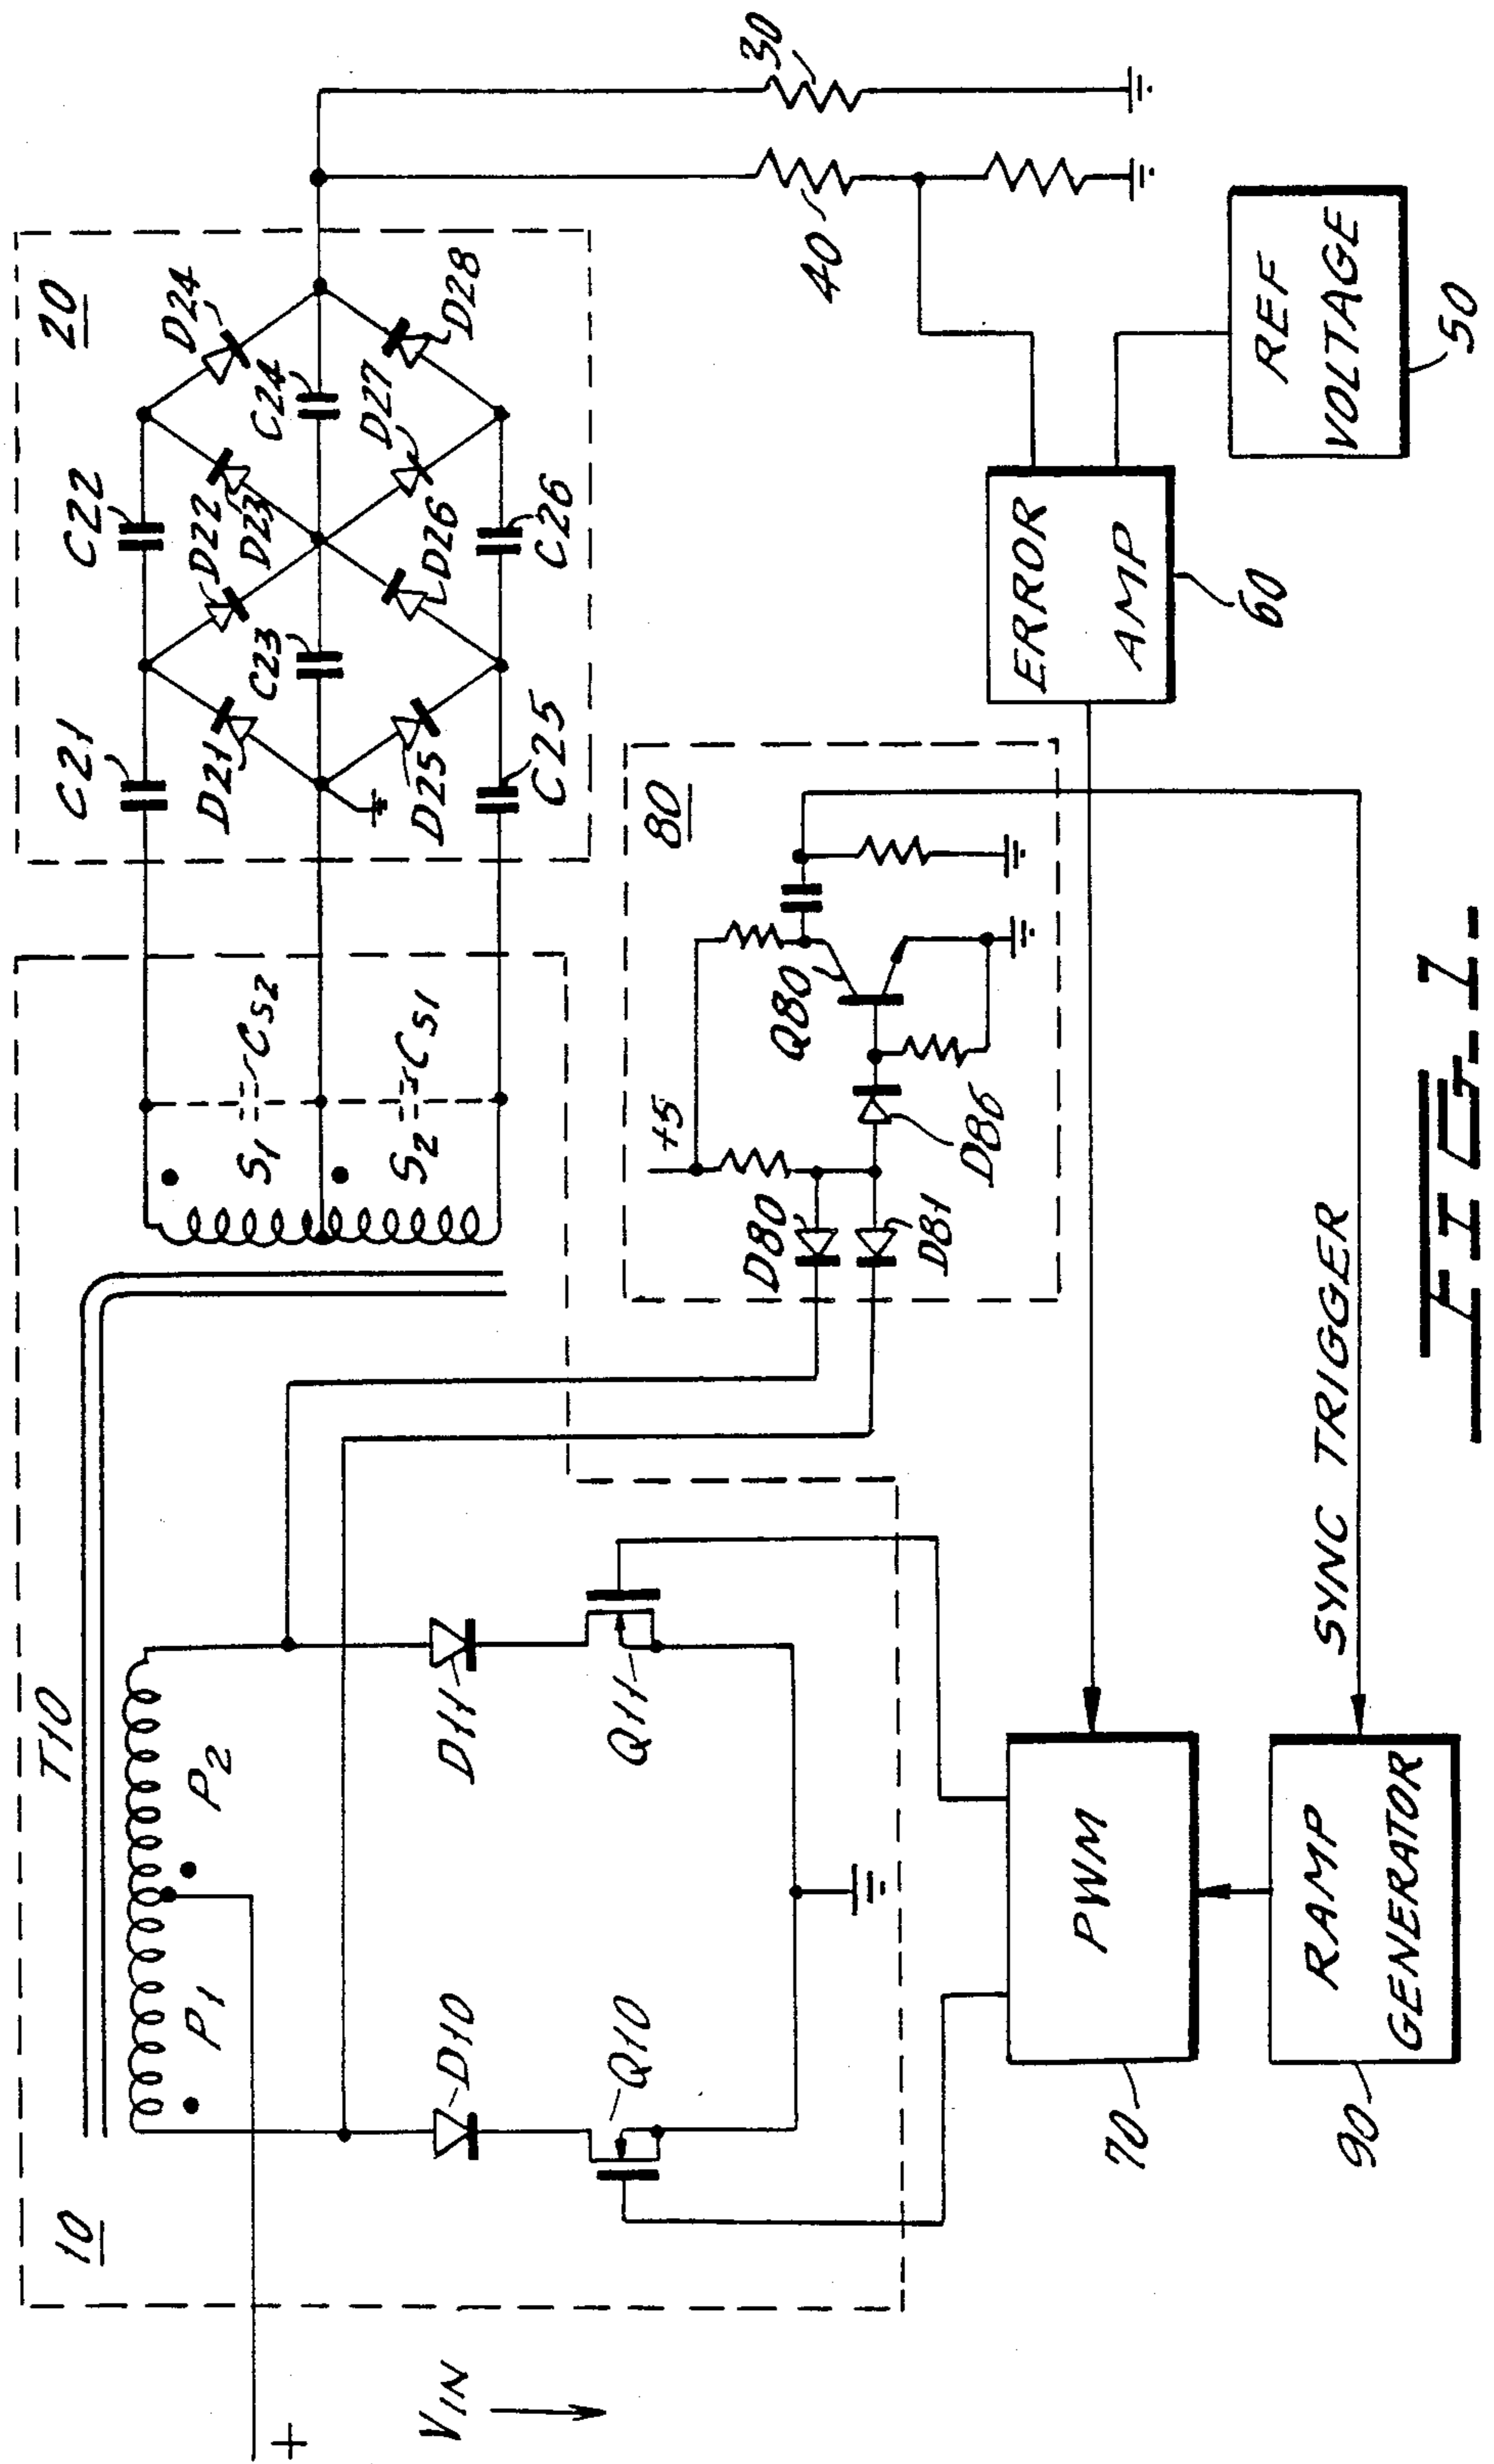 10
T10
P1
P2
+
VIN
D10
D11
Q10
Q11
S1
S2
CS2
CS1
20
C21
C22
D21
D22
D23
D24
C23
C24
D25
D26
D27
D28
C25
C26
30
40
80
+5
D80
D81
D86
Q80
ERROR
AMP
60
REF
VOLTAGE
50
PWM
70
SYNC TRIGGER
RAMP
GENERATOR
90
FIG-1-